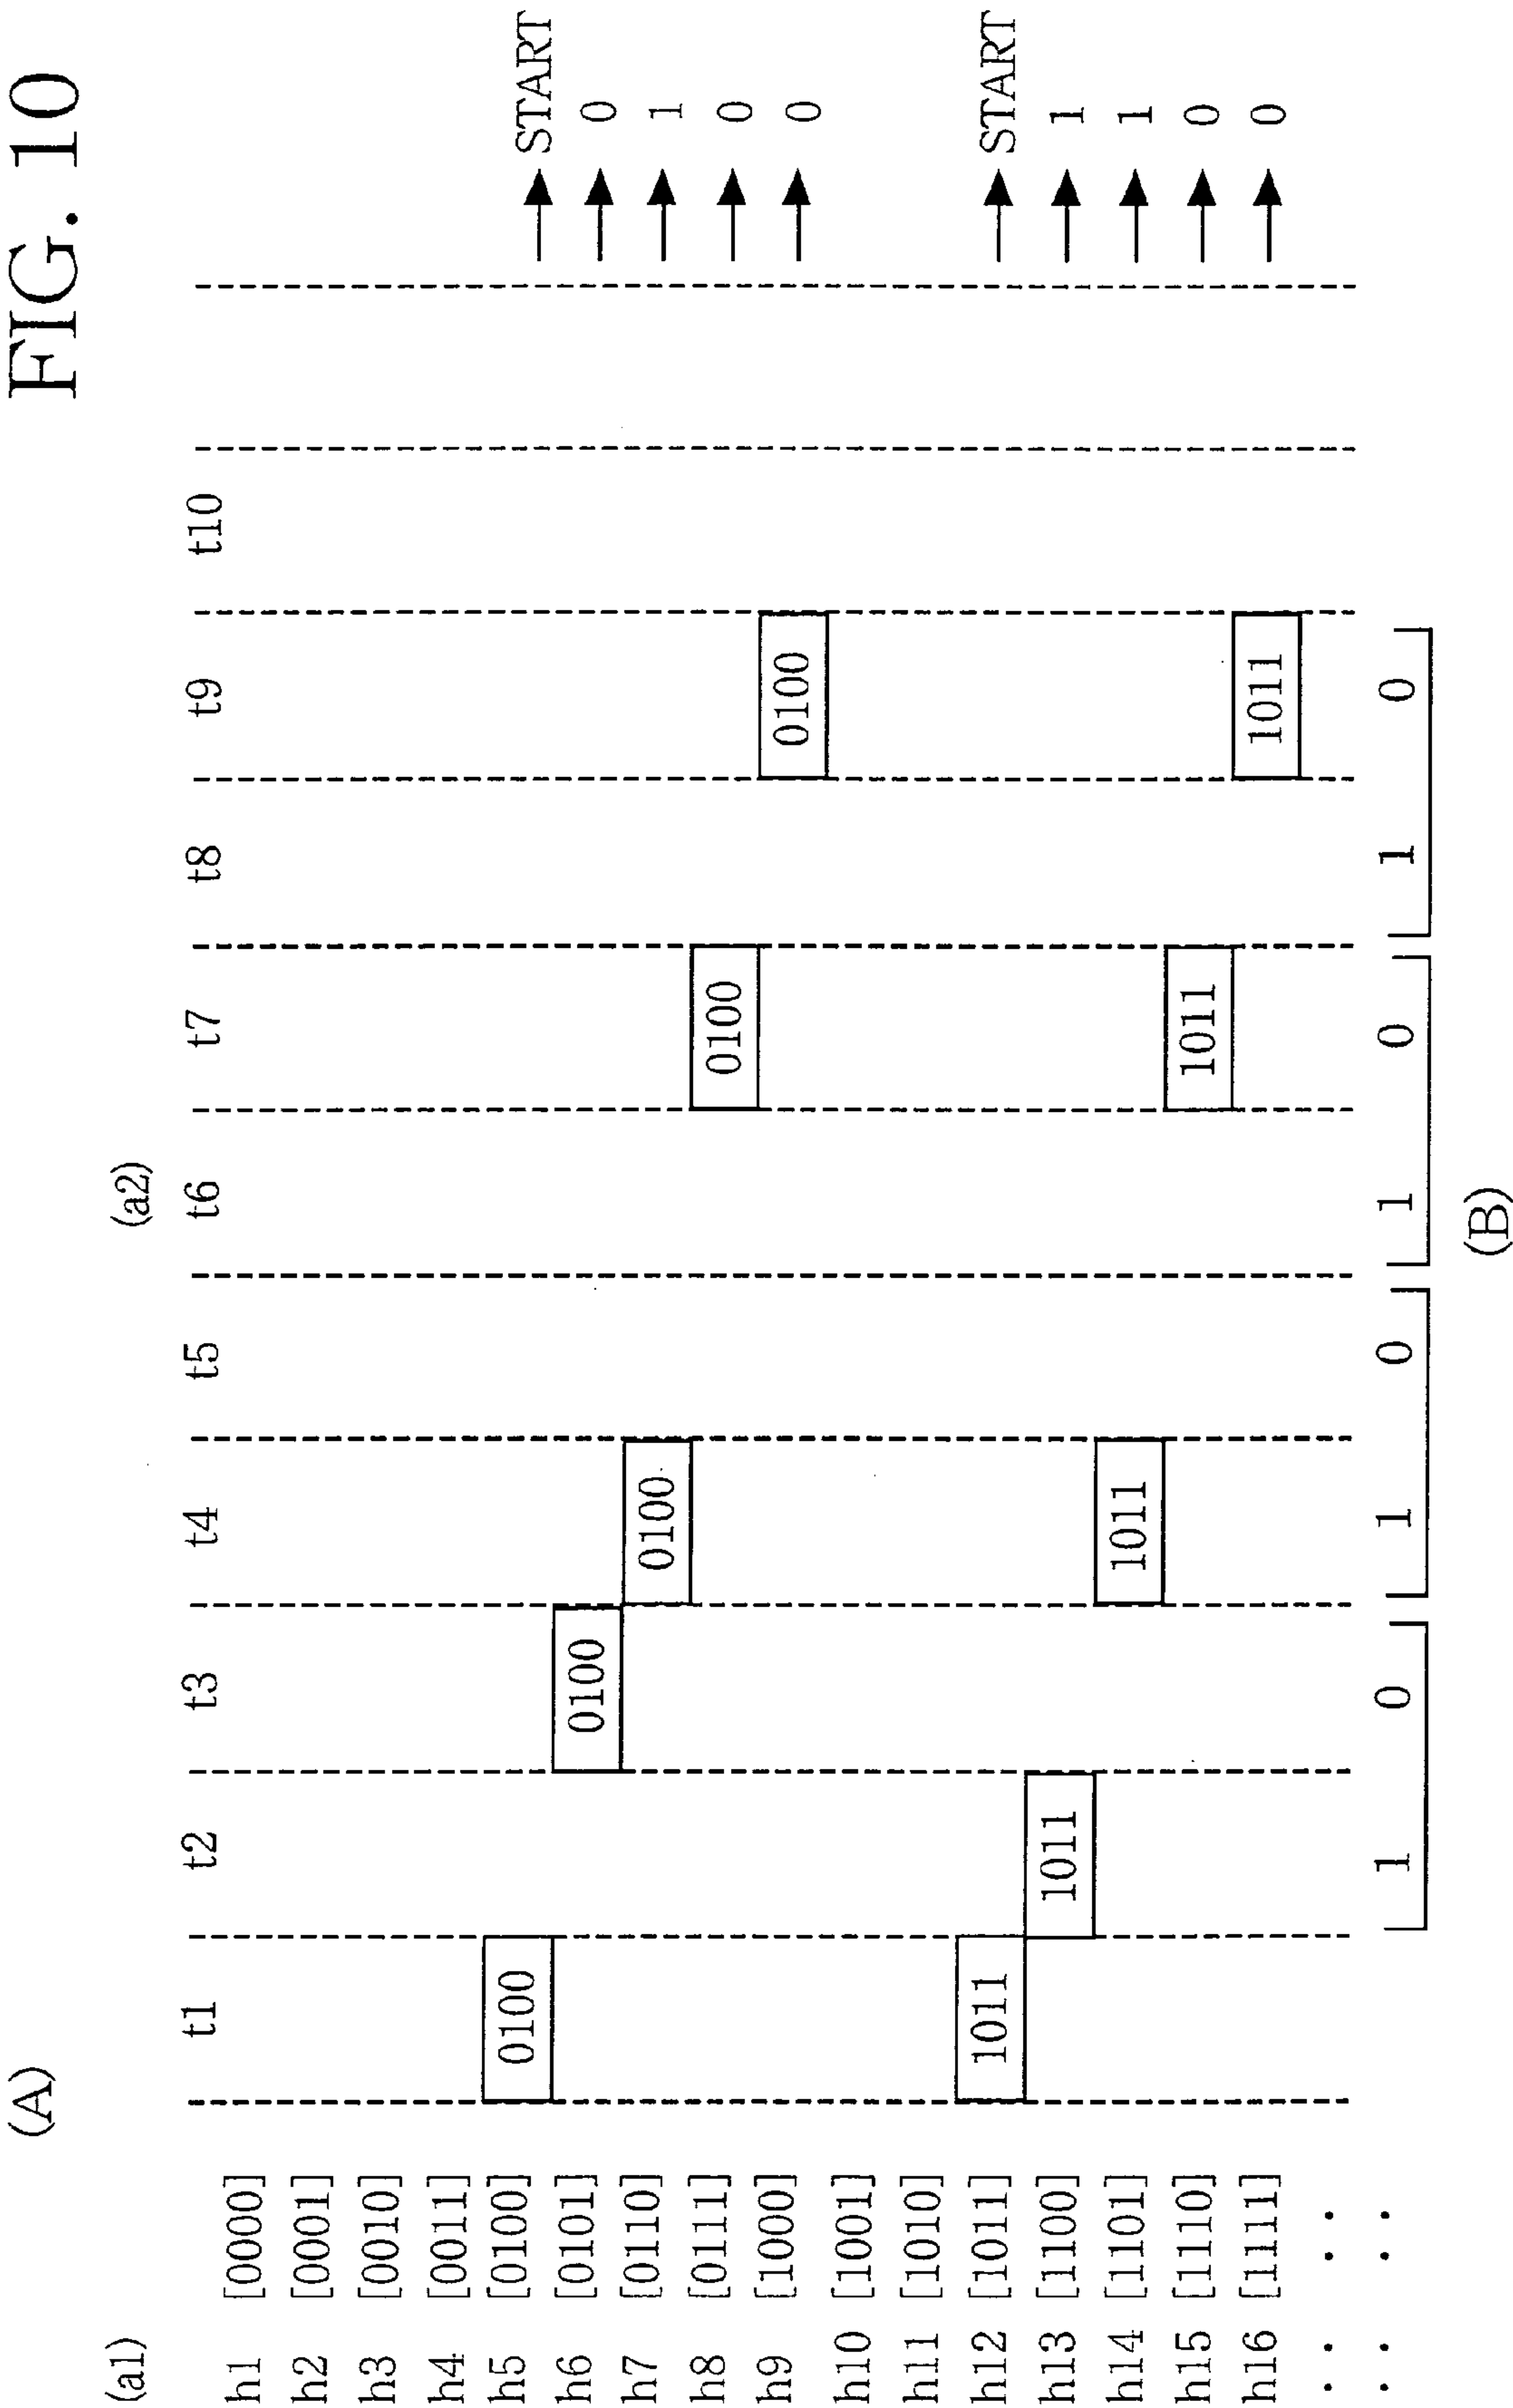 FIG. 10
(A)
(a1)
(a2)
t1 t2 t3 t4 t5 t6 t7 t8 t9 t10
h1 [0000]
h2 [0001]
h3 [0010]
h4 [0011]
h5 [0100] 0100 START
h6 [0101] 0100 0
h7 [0110] 0100 1
h8 [0111] 0100 0
h9 [1000] 0100 0
h10 [1001]
h11 [1010]
h12 [1011] 1011 START
h13 [1100] 1011 1
h14 [1101] 1011 1
h15 [1110] 1011 0
h16 [1111] 1011 0
1 0 1 0 1 0 1 0
(B)